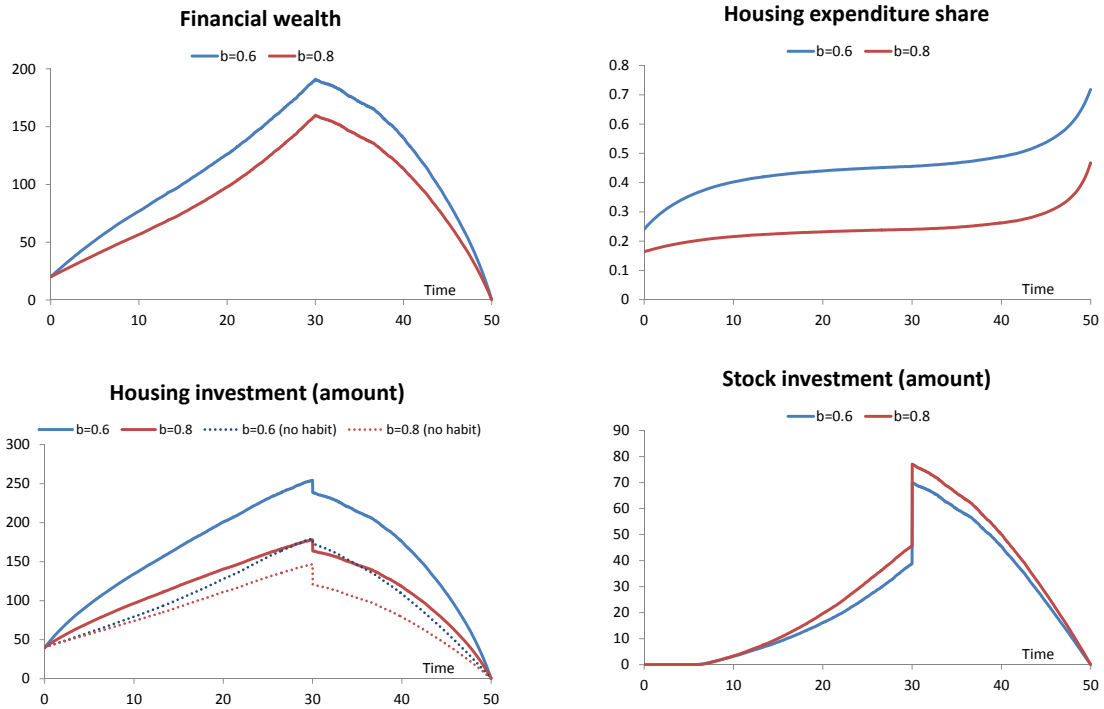 Financial wealth
b=0.6 b=0.8
200
150
100
50
0
Time
0 10 20 30 40 50
Housing expenditure share
b=0.6 b=0.8
0.8
0.7
0.6
0.5
0.4
0.3
0.2
0.1
0
Time
0 10 20 30 40 50
Housing investment (amount)
b=0.6 b=0.8 b=0.6 (no habit) b=0.8 (no habit)
300
250
200
150
100
50
0
Time
0 10 20 30 40 50
Stock investment (amount)
b=0.6 b=0.8
90
80
70
60
50
40
30
20
10
0
Time
0 10 20 30 40 50